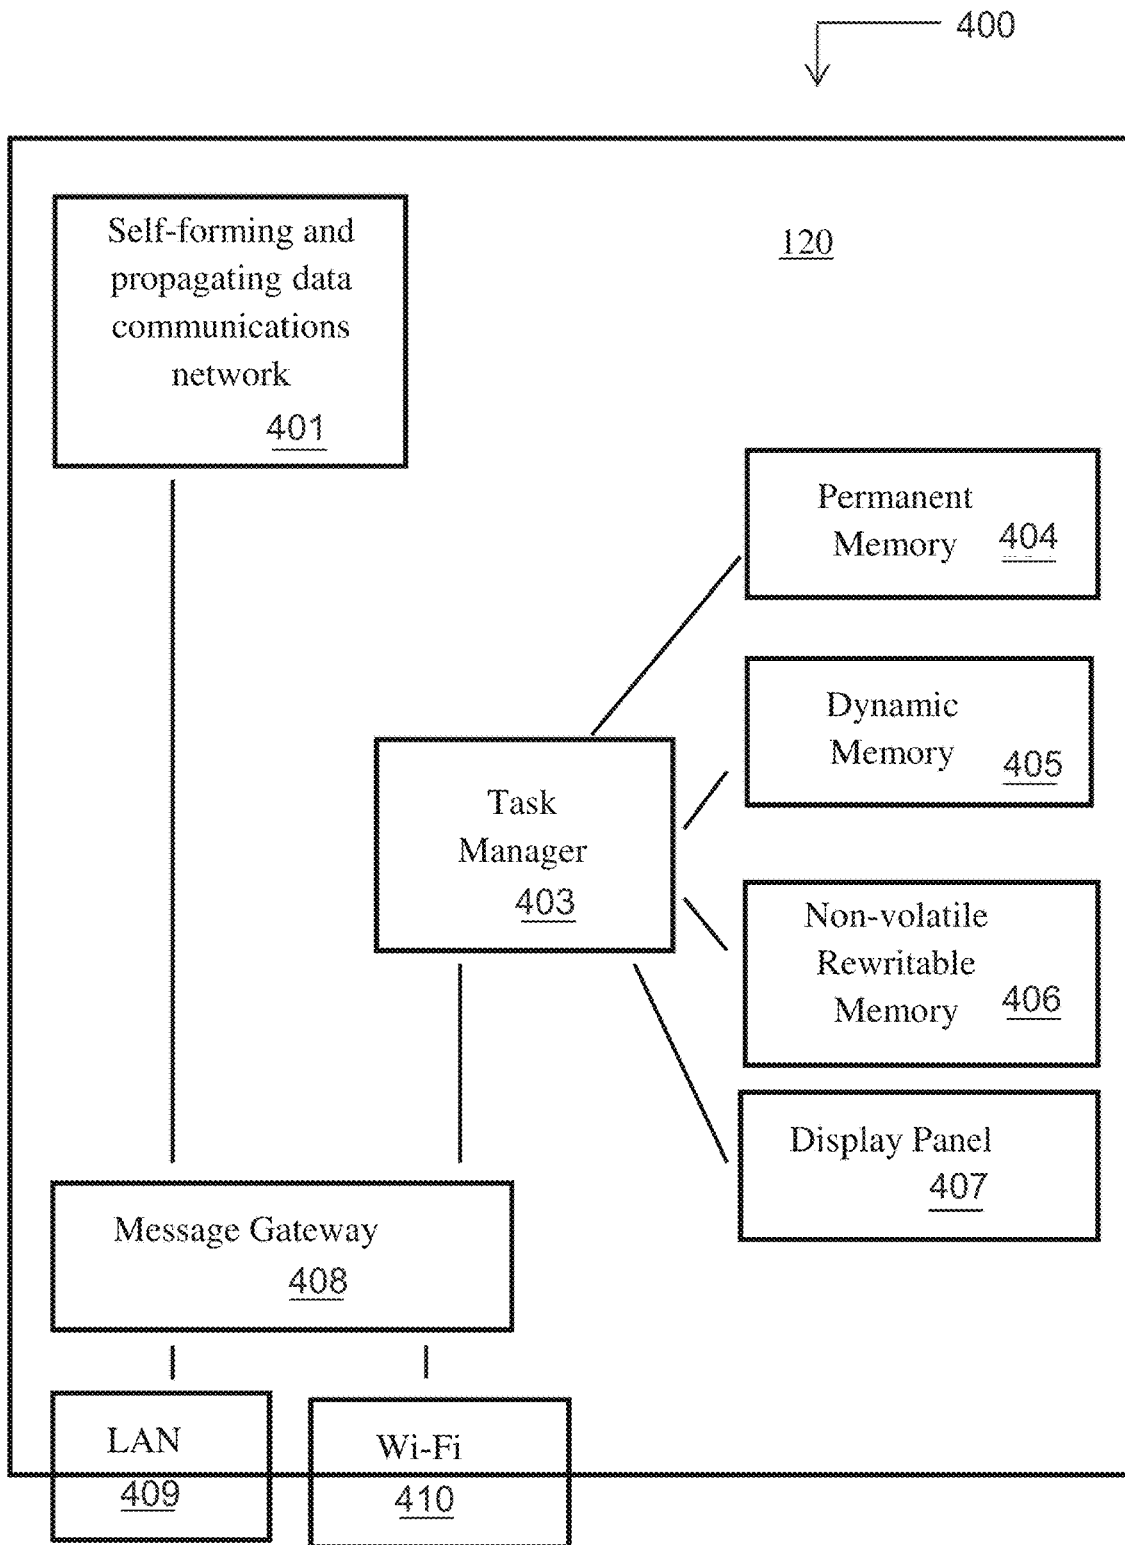 400
120
Self-forming and
propagating data
communications
network
401
Permanent
Memory 404
Dynamic
Memory 405
Task
Manager
403
Non-volatile
Rewritable
Memory 406
Display Panel
407
Message Gateway
408
LAN
409
Wi-Fi
410